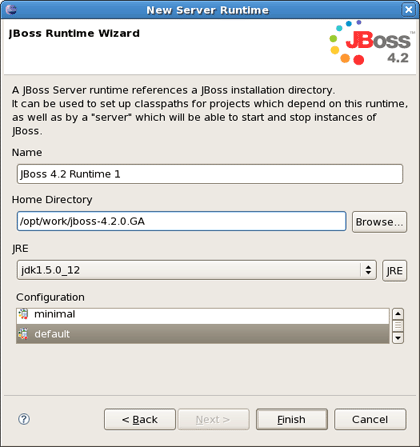 New Server Runtime
JBoss Runtime Wizard
JBoss
4.2
A JBoss Server runtime references a JBoss installation directory.
It can be used to set up classpaths for projects which depend on this runtime,
as well as by a "server" which will be able to start and stop instances of
JBoss.
Name
JBoss 4.2 Runtime 1
Home Directory
/opt/work/jboss-4.2.0.GA
Browse...
JRE
jdk1.5.0_12
JRE
Configuration
minimal
default
?
< Back
Next >
Finish
Cancel